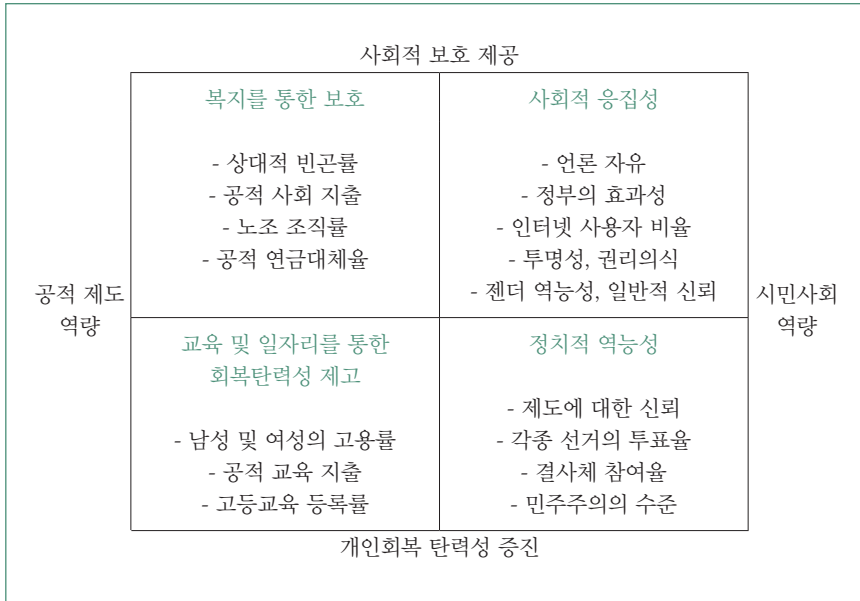 사회적 보호 제공
복지를 통한 보호
- 상대적 빈곤률
- 공적 사회 지출
- 노조 조직률
- 공적 연금대체율
사회적 응집성
- 언론 자유
- 정부의 효과성
- 인터넷 사용자 비율
- 투명성, 권리의식
- 젠더 역능성, 일반적 신뢰
공적 제도
역량
시민사회
역량
교육 및 일자리를 통한
회복탄력성 제고
- 남성 및 여성의 고용률
- 공적 교육 지출
- 고등교육 등록률
정치적 역능성
- 제도에 대한 신뢰
- 각종 선거의 투표율
- 결사체 참여율
- 민주주의의 수준
개인회복 탄력성 증진